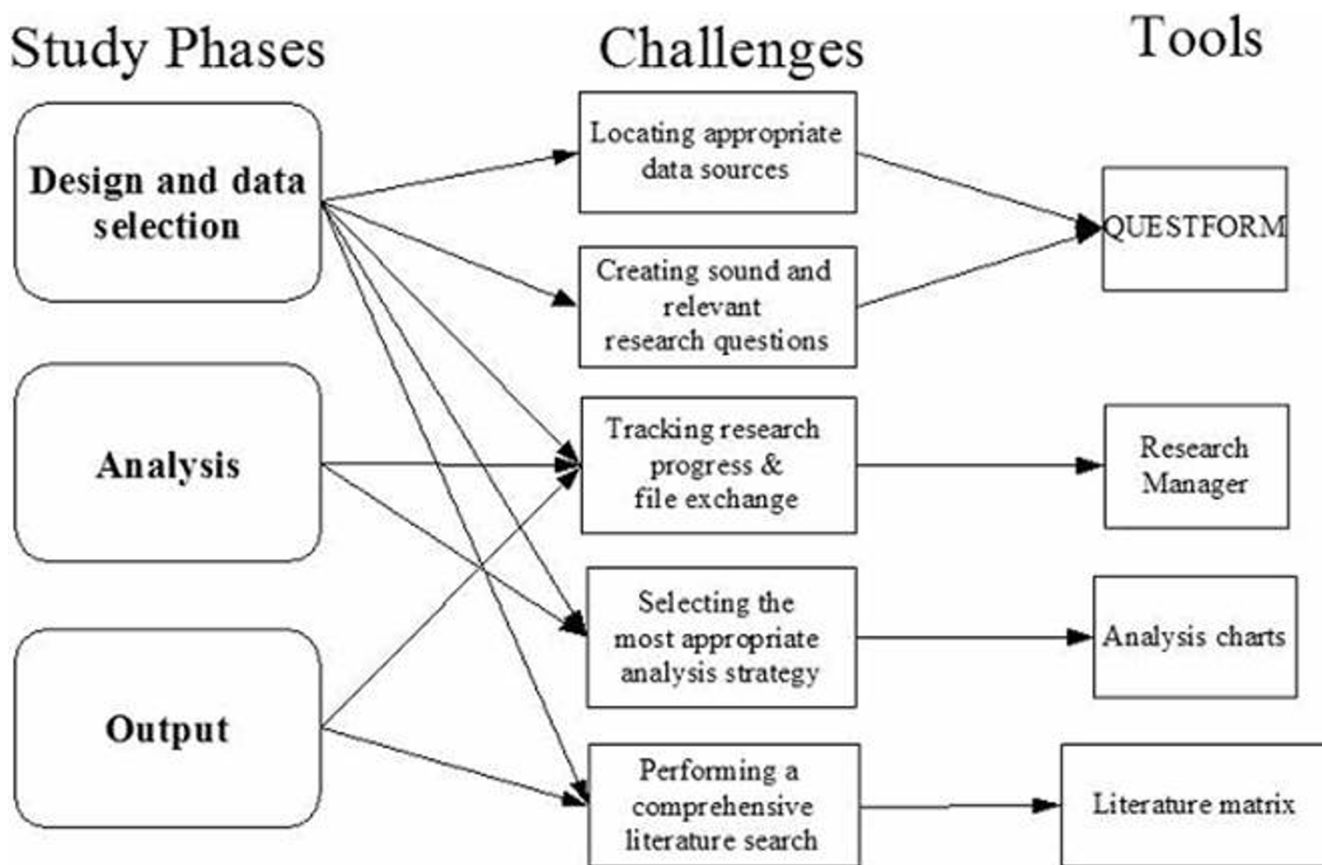 Study Phases
Challenges
Tools
Design and data
selection
Analysis
Output
Locating appropriate
data sources
Creating sound and
relevant
research questions
Tracking research
progress &
file exchange
Selecting the
most appropriate
analysis strategy
Performing a
comprehensive
literature search
QUESTFORM
Research
Manager
Analysis charts
Literature matrix